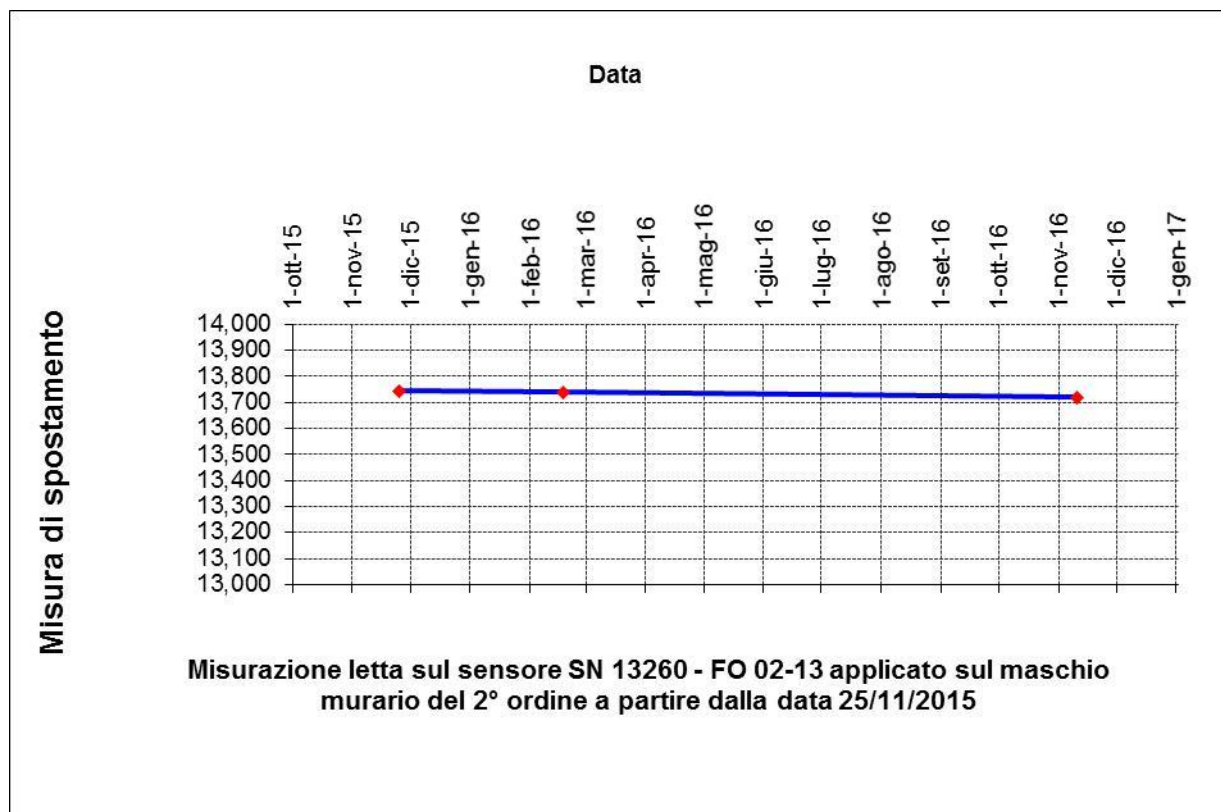 Data
1-ott-15
1-nov-15
1-dic-15
1-gen-16
1-feb-16
1-mar-16
1-apr-16
1-mag-16
1-giu-16
1-lug-16
1-ago-16
1-set-16
1-ott-16
1-nov-16
1-dic-16
1-gen-17
Misura di spostamento
14,000
13,900
13,800
13,700
13,600
13,500
13,400
13,300
13,200
13,100
13,000
Misurazione letta sul sensore SN 13260 - FO 02-13 applicato sul maschio
murario del 2° ordine a partire dalla data 25/11/2015